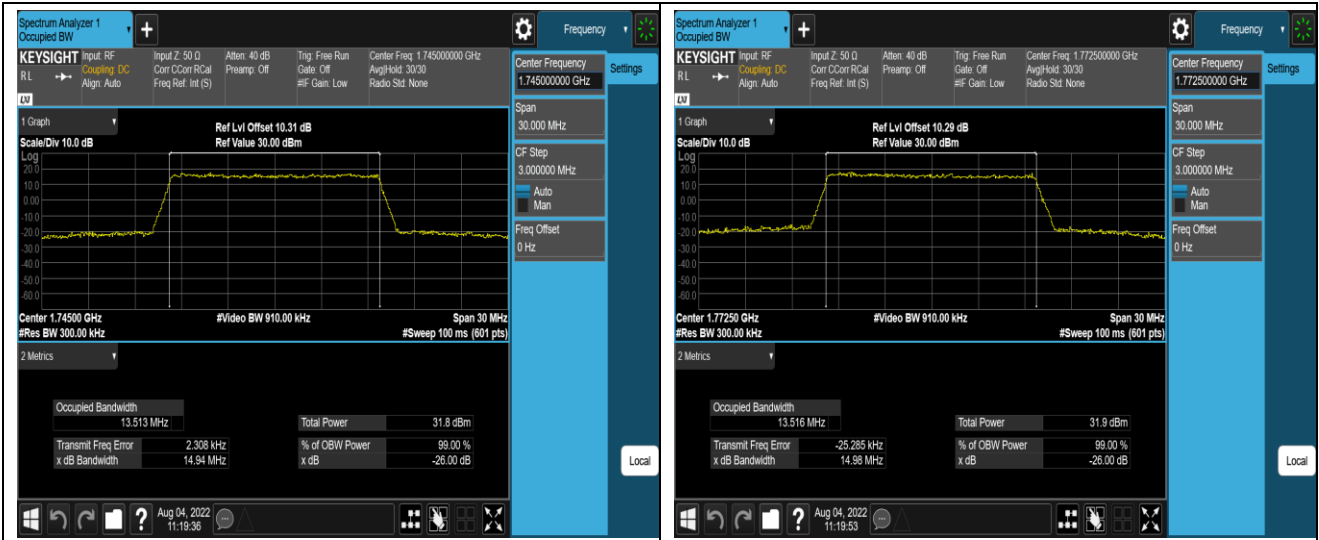 Spectrum Analyzer 1
Occupied BW
Frequency
KEYSIGHT
RL
Input: RF
Coupling: DC
Align: Auto
Input Z: 50 Ω
Corr CCorr RCal
Freq Ref: Int (S)
Atten: 40 dB
Preamp: Off
Trig: Free Run
Gate: Off
#IF Gain: Low
Center Freq: 1.745000000 GHz
Avg|Hold: 30/30
Radio Std: None
LXI
Center Frequency
1.745000000 GHz
Settings
Span
30.000 MHz
CF Step
3.000000 MHz
Auto
Man
Freq Offset
0 Hz
Local
1 Graph
Scale/Div 10.0 dB
Ref Lvl Offset 10.31 dB
Ref Value 30.00 dBm
Log
20.0
10.0
0.00
-10.0
-20.0
-30.0
-40.0
-50.0
-60.0
Center 1.74500 GHz
#Video BW 910.00 kHz
Span 30 MHz
#Res BW 300.00 kHz
#Sweep 100 ms (601 pts)
2 Metrics
Occupied Bandwidth
13.513 MHz
Total Power 31.8 dBm
Transmit Freq Error 2.308 kHz
% of OBW Power 99.00 %
x dB Bandwidth 14.94 MHz
x dB -26.00 dB
?
Aug 04, 2022
11:19:36
Spectrum Analyzer 1
Occupied BW
Frequency
KEYSIGHT
RL
Input: RF
Coupling: DC
Align: Auto
Input Z: 50 Ω
Corr CCorr RCal
Freq Ref: Int (S)
Atten: 40 dB
Preamp: Off
Trig: Free Run
Gate: Off
#IF Gain: Low
Center Freq: 1.772500000 GHz
Avg|Hold: 30/30
Radio Std: None
LXI
Center Frequency
1.772500000 GHz
Settings
Span
30.000 MHz
CF Step
3.000000 MHz
Auto
Man
Freq Offset
0 Hz
Local
1 Graph
Scale/Div 10.0 dB
Ref Lvl Offset 10.29 dB
Ref Value 30.00 dBm
Log
20.0
10.0
0.00
-10.0
-20.0
-30.0
-40.0
-50.0
-60.0
Center 1.77250 GHz
#Video BW 910.00 kHz
Span 30 MHz
#Res BW 300.00 kHz
#Sweep 100 ms (601 pts)
2 Metrics
Occupied Bandwidth
13.516 MHz
Total Power 31.9 dBm
Transmit Freq Error -25.285 kHz
% of OBW Power 99.00 %
x dB Bandwidth 14.98 MHz
x dB -26.00 dB
?
Aug 04, 2022
11:19:53